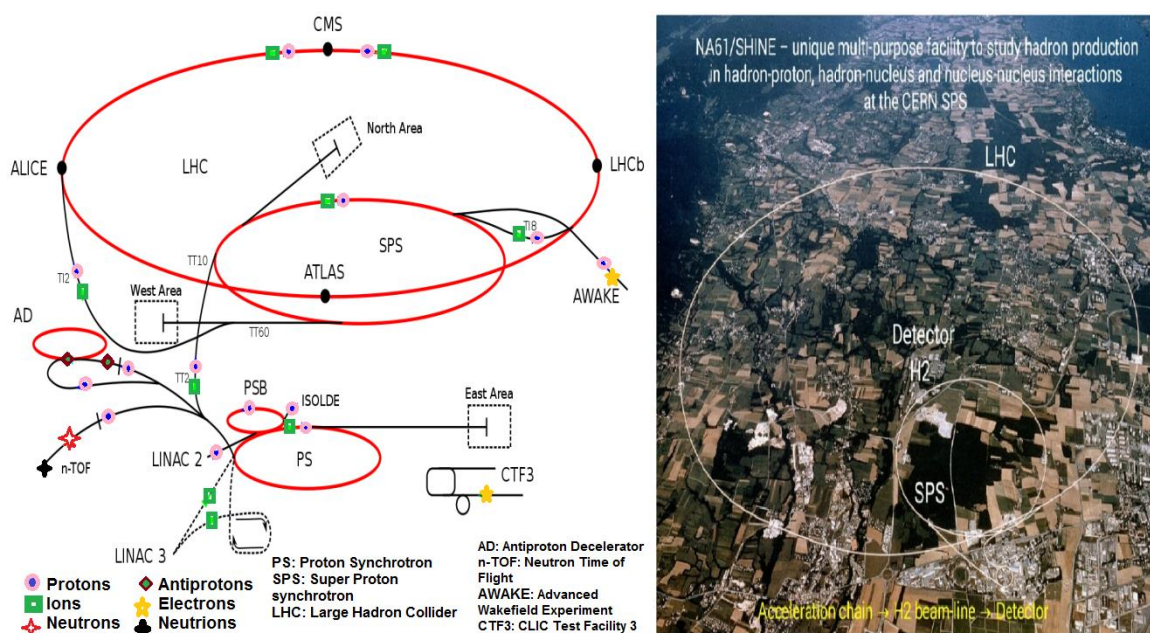 CMS
North Area
ALICE
LHC
LHCb
TI8
SPS
TT10
ATLAS
TI2
West Area
AWAKE
AD
TT60
TT2
PSB
ISOLDE
East Area
LINAC 2
PS
n-TOF
CTF3
LINAC 3
Protons
Antiprotons
Ions
Electrons
Neutrons
Neutrions
PS: Proton Synchrotron
SPS: Super Proton
synchrotron
LHC: Large Hadron Collider
AD: Antiproton Decelerator
n-TOF: Neutron Time of
Flight
AWAKE: Advanced
Wakefield Experiment
CTF3: CLIC Test Facility 3
NA61/SHINE – unique multi-purpose facility to study hadron production
in hadron-proton, hadron-nucleus and nucleus-nucleus interactions
at the CERN SPS
LHC
Detector
H2
SPS
Acceleration chain → H2 beam-line → Detector